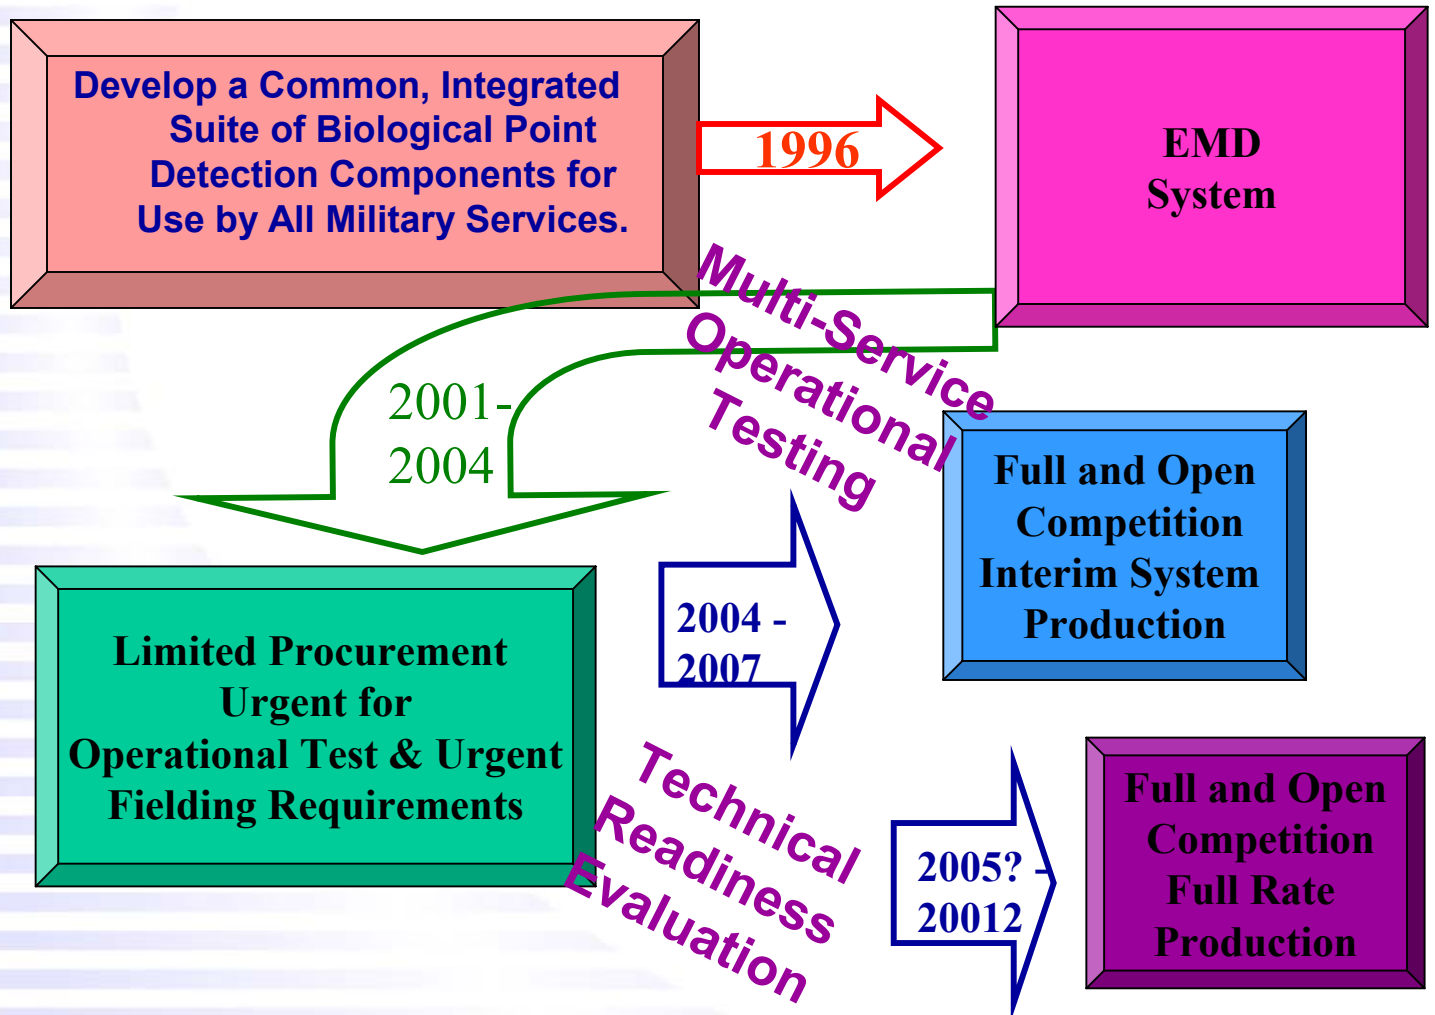 Develop a Common, Integrated
Suite of Biological Point
Detection Components for
Use by All Military Services.
1996
EMD
System
Multi-Service
Operational
Testing
2001-
2004
Full and Open
Competition
Interim System
Production
2004 -
2007
Limited Procurement
Urgent for
Operational Test & Urgent
Fielding Requirements
Technical
Readiness
Evaluation
2005? -
20012
Full and Open
Competition
Full Rate
Production